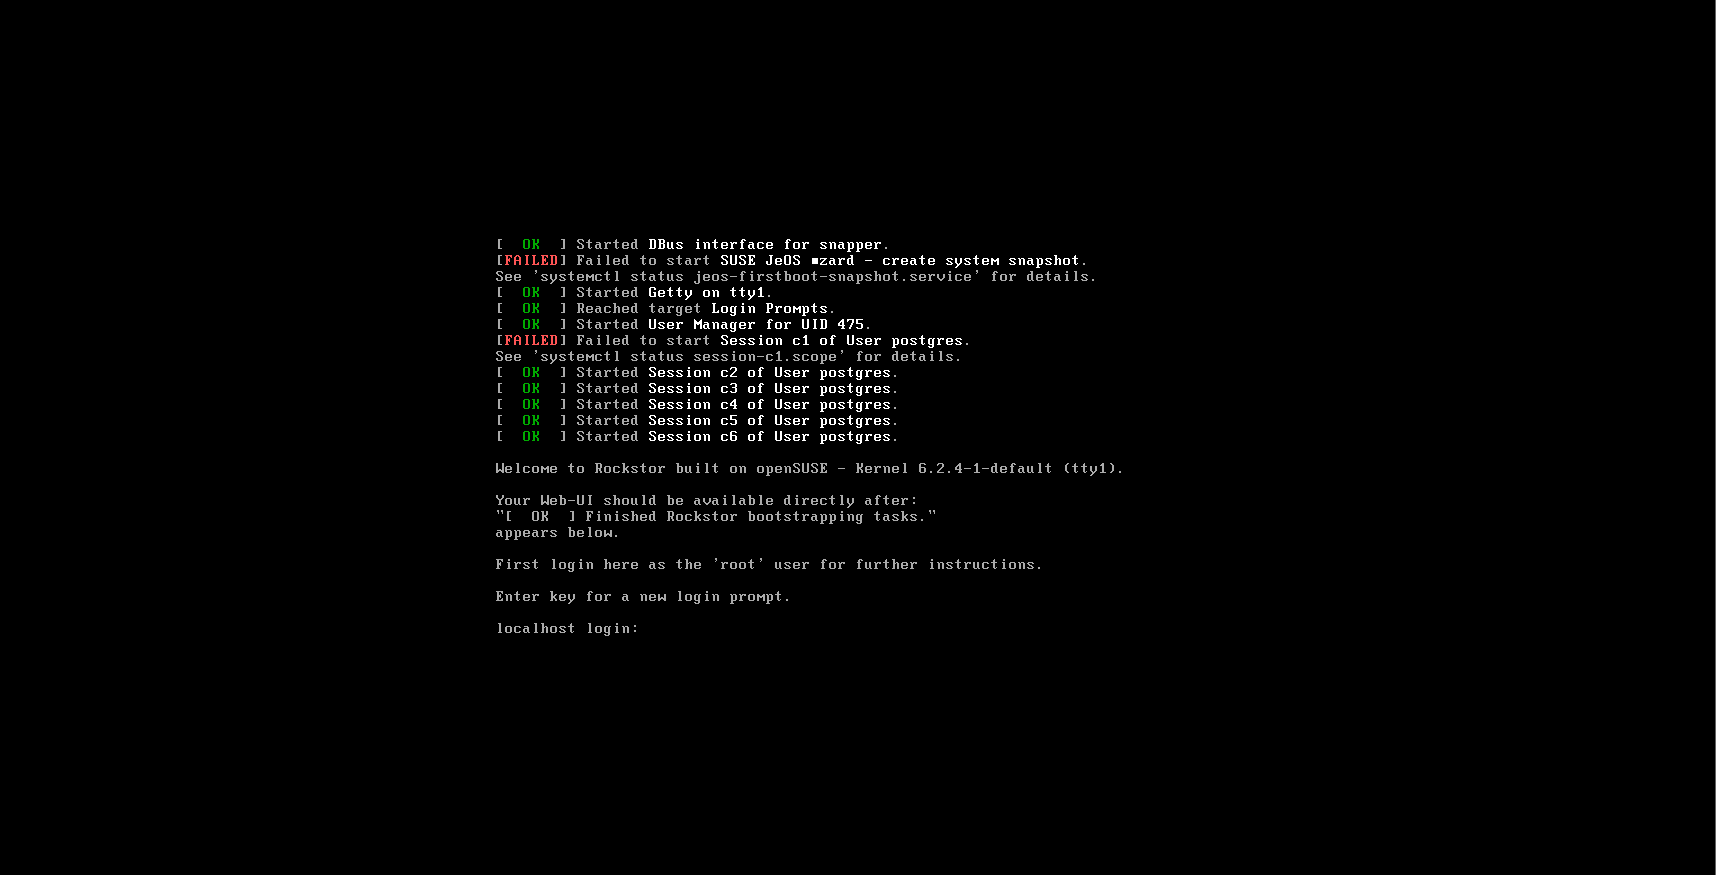 [  OK  ] Started DBus interface for snapper.
[FAILED] Failed to start SUSE JeOS ▪zard - create system snapshot.
See 'systemctl status jeos-firstboot-snapshot.service' for details.
[  OK  ] Started Getty on tty1.
[  OK  ] Reached target Login Prompts.
[  OK  ] Started User Manager for UID 475.
[FAILED] Failed to start Session c1 of User postgres.
See 'systemctl status session-c1.scope' for details.
[  OK  ] Started Session c2 of User postgres.
[  OK  ] Started Session c3 of User postgres.
[  OK  ] Started Session c4 of User postgres.
[  OK  ] Started Session c5 of User postgres.
[  OK  ] Started Session c6 of User postgres.
Welcome to Rockstor built on openSUSE - Kernel 6.2.4-1-default (tty1).
Your Web-UI should be available directly after:
"[  OK  ] Finished Rockstor bootstrapping tasks."
appears below.
First login here as the 'root' user for further instructions.
Enter key for a new login prompt.
localhost login: